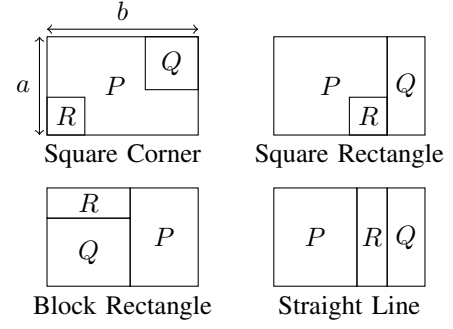 b
a
P
Q
R
Square Corner
P
Q
R
Square Rectangle
R
Q
P
Block Rectangle
P
R
Q
Straight Line